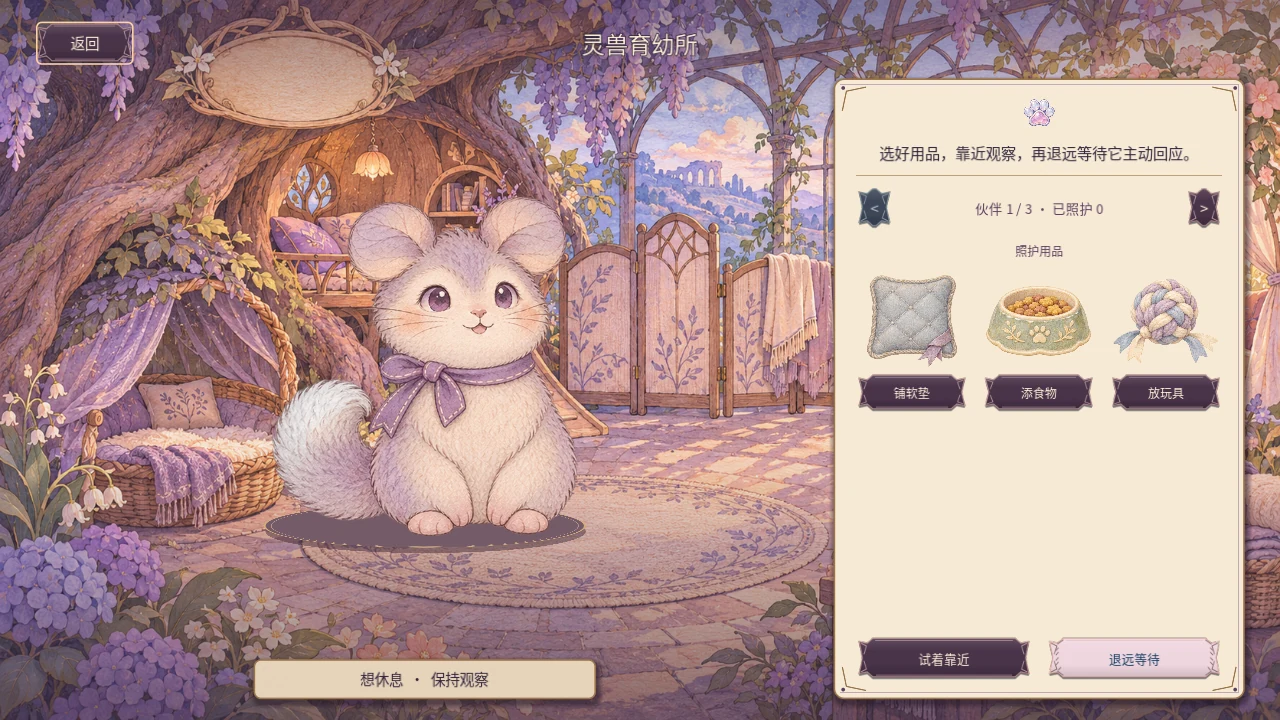 返回
灵兽育幼所
选好用品，靠近观察，再退远等待它主动回应。
<
伙伴 1 / 3 · 已照护 0
>
照护用品
铺软垫
添食物
放玩具
试着靠近
退远等待
想休息 · 保持观察